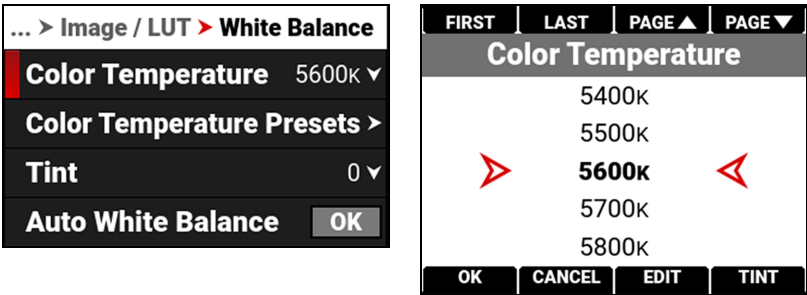 ... > Image / LUT > White Balance
Color Temperature 5600K
Color Temperature Presets >
Tint 0
Auto White Balance OK
FIRST LAST PAGE▲ PAGE▼
Color Temperature
5400K
5500K
5600K
5700K
5800K
OK CANCEL EDIT TINT